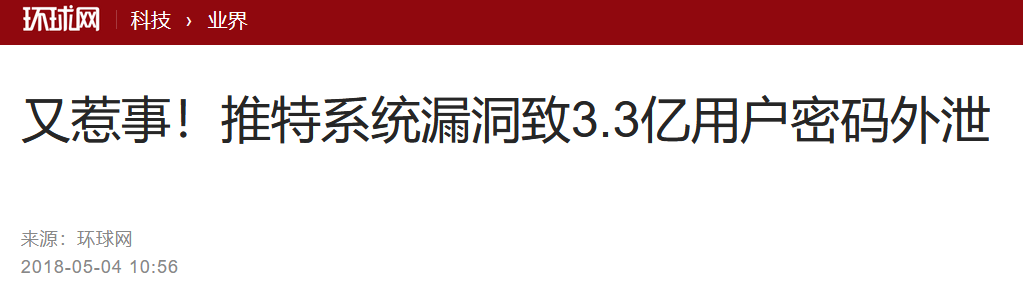 环球网 科技 › 业界
又惹事！推特系统漏洞致3.3亿用户密码外泄
来源：环球网
2018-05-04 10:56